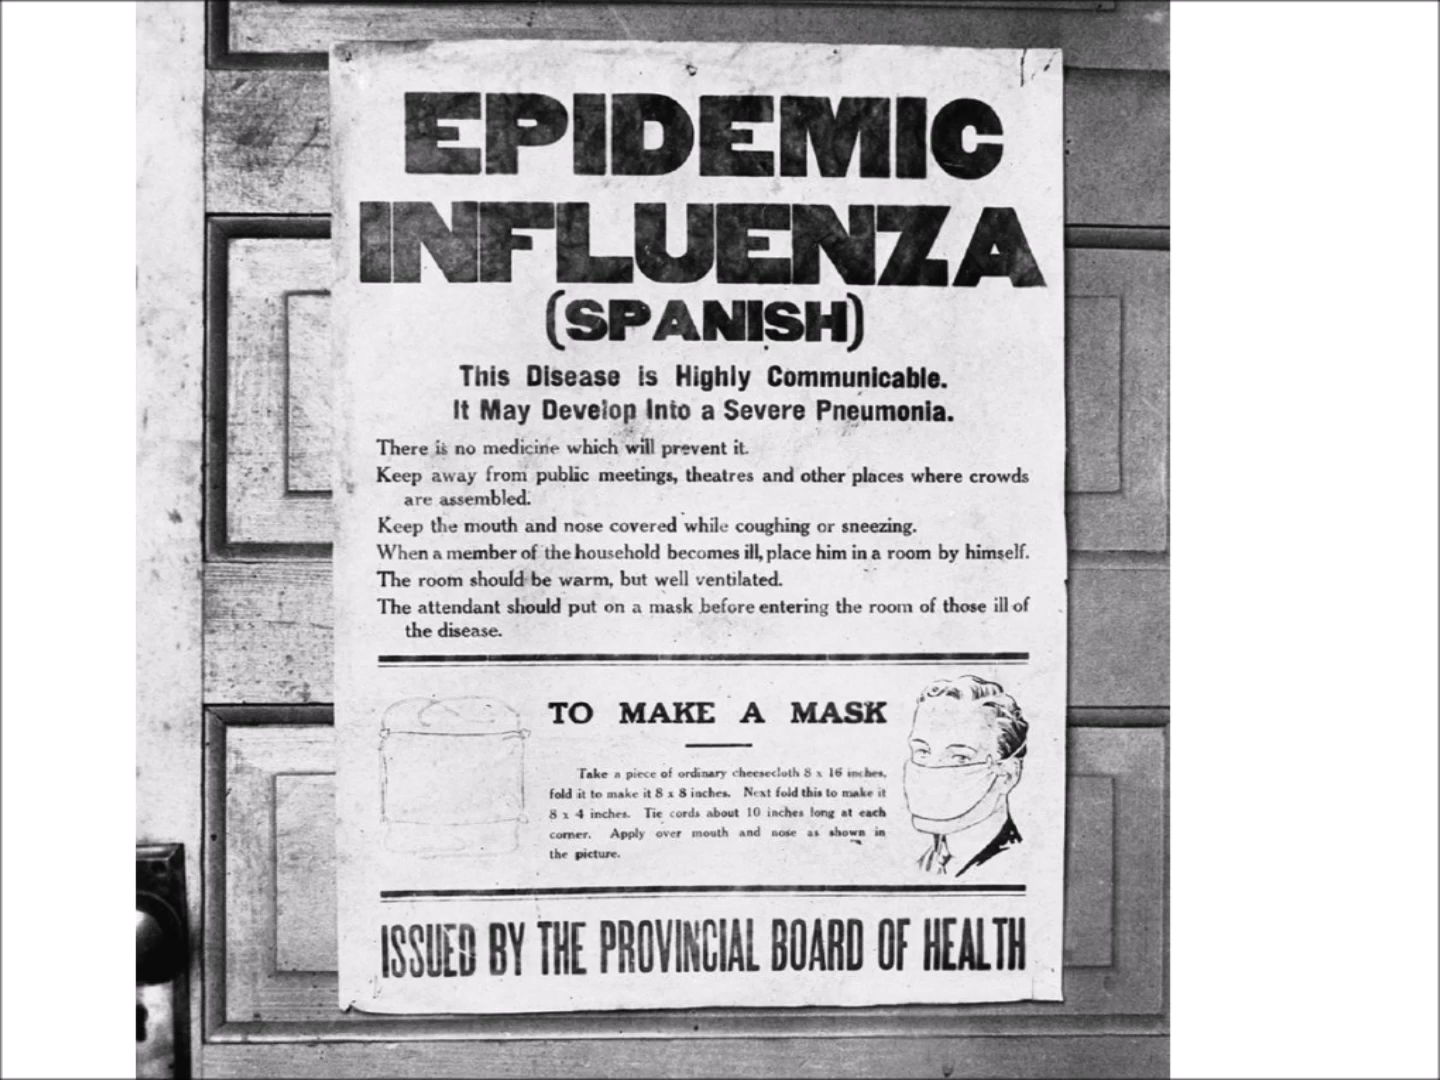 EPIDEMIC
INFLUENZA
(SPANISH)
This Disease is Highly Communicable.
It May Develop Into a Severe Pneumonia.
There is no medicine which will prevent it.
Keep away from public meetings, theatres and other places where crowds
are assembled.
Keep the mouth and nose covered while coughing or sneezing.
When a member of the household becomes ill, place him in a room by himself.
The room should be warm, but well ventilated.
The attendant should put on a mask before entering the room of those ill of
the disease.
TO MAKE A MASK
Take a piece of ordinary cheesecloth 8 x 16 inches,
fold it to make it 8 x 8 inches. Next fold this to make it
8 x 4 inches. Tie cords about 10 inches long at each
corner. Apply over mouth and nose as shown in
the picture.
ISSUED BY THE PROVINCIAL BOARD OF HEALTH